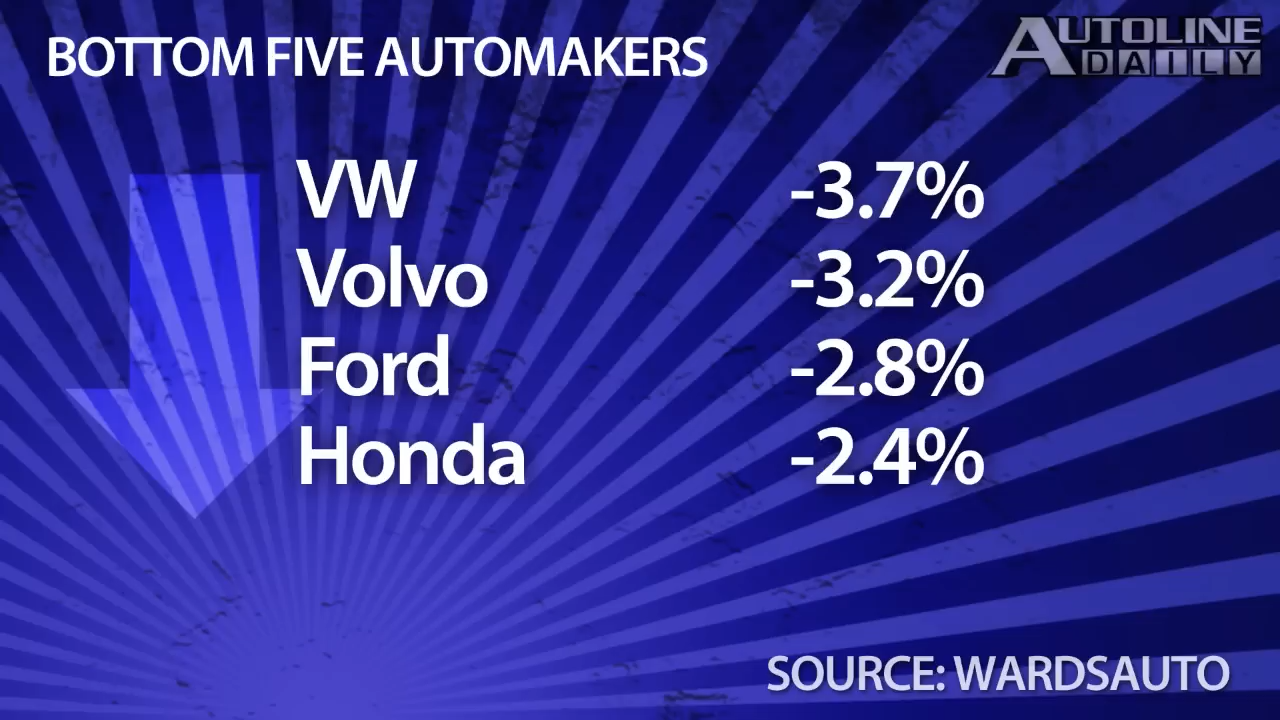 BOTTOM FIVE AUTOMAKERS
AUTOLINE
DAILY
VW -3.7%
Volvo -3.2%
Ford -2.8%
Honda -2.4%
SOURCE: WARDSAUTO